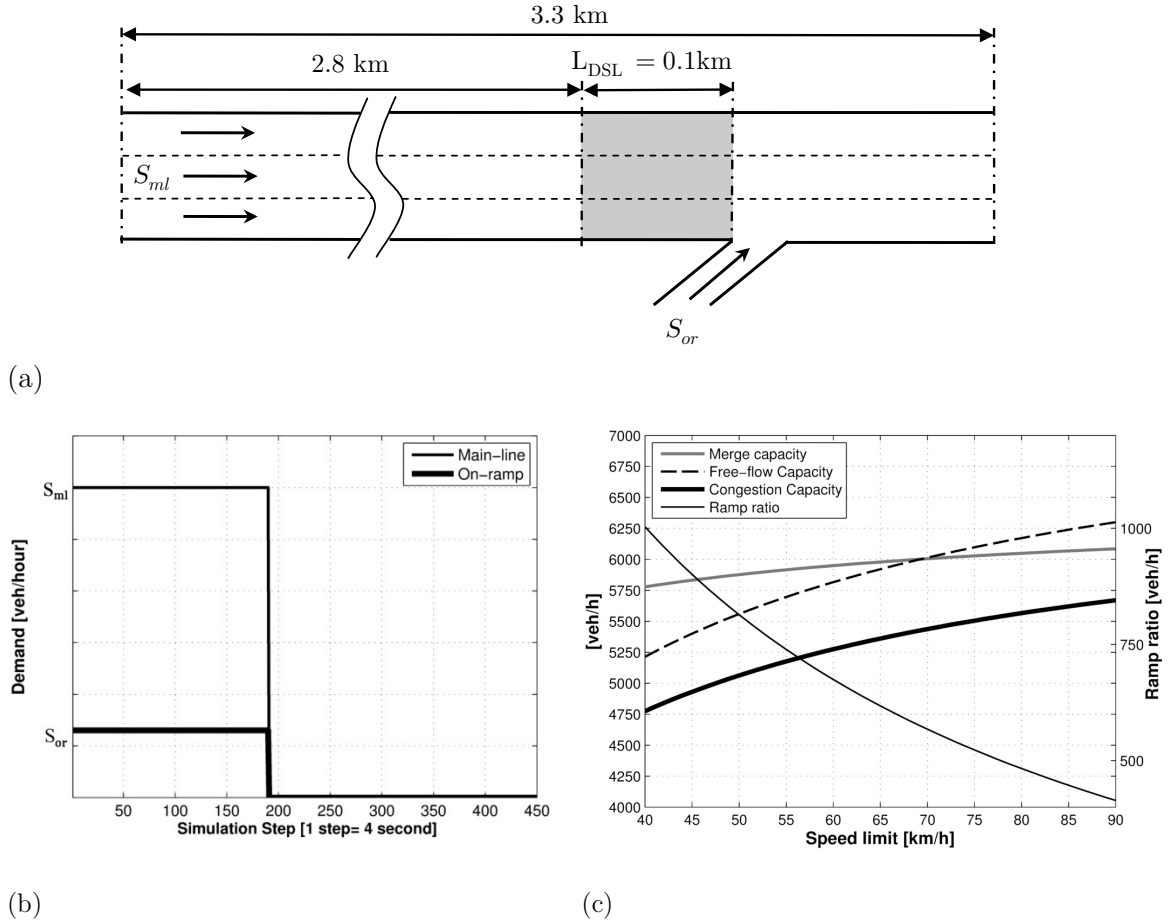 3.3 km
2.8 km
L_DSL = 0.1km
S_ml
S_or
(a)
Main-line
On-ramp
S_ml
S_or
Demand [veh/hour]
50 100 150 200 250 300 350 400 450
Simulation Step [1 step= 4 second]
(b)
Merge capacity
Free-flow Capacity
Congestion Capacity
Ramp ratio
7000
6750
6500
6250
6000
5750
5500
5250
5000
4750
4500
4250
4000
[veh/h]
1000
750
500
Ramp ratio [veh/h]
40 45 50 55 60 65 70 75 80 85 90
Speed limit [km/h]
(c)